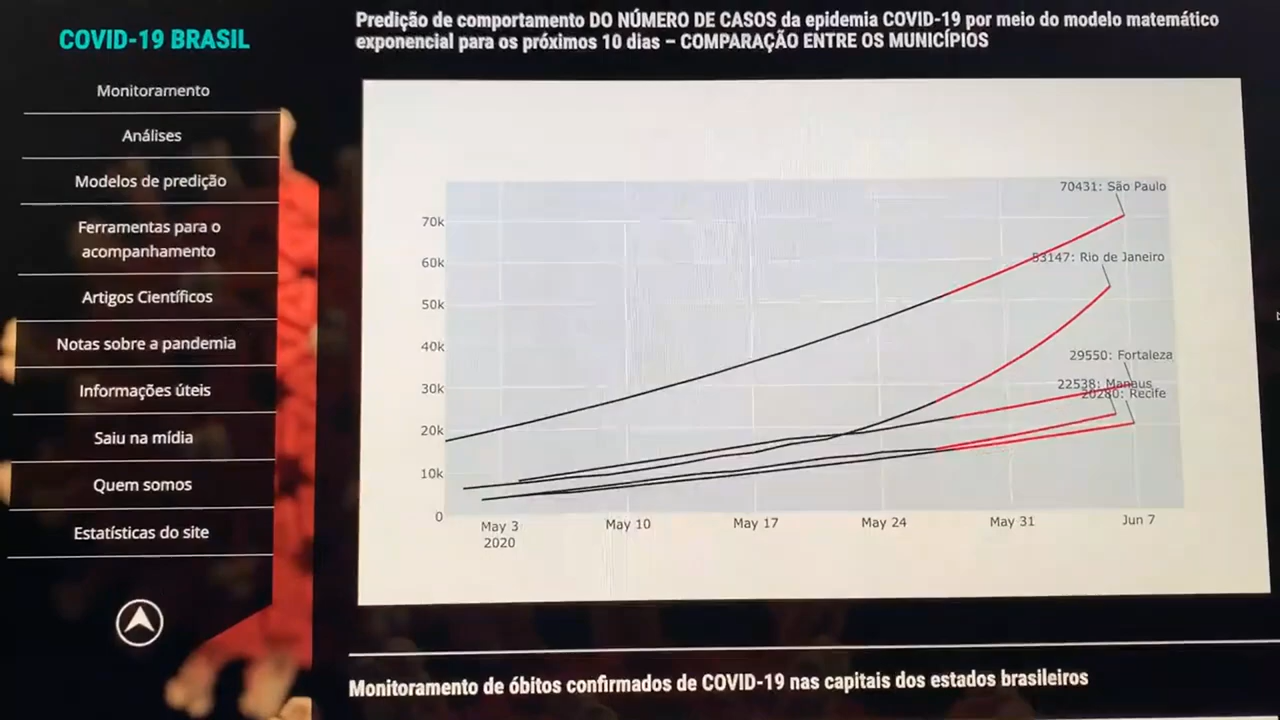 COVID-19 BRASIL
Monitoramento
Análises
Modelos de predição
Ferramentas para o
acompanhamento
Artigos Científicos
Notas sobre a pandemia
Informações úteis
Saiu na mídia
Quem somos
Estatísticas do site
Predição de comportamento DO NÚMERO DE CASOS da epidemia COVID-19 por meio do modelo matemático
exponencial para os próximos 10 dias – COMPARAÇÃO ENTRE OS MUNICÍPIOS
70431: São Paulo
70k
60k
53147: Rio de Janeiro
50k
40k
29550: Fortaleza
30k
22538: Manaus
20280: Recife
20k
10k
0
May 3
2020
May 10
May 17
May 24
May 31
Jun 7
Monitoramento de óbitos confirmados de COVID-19 nas capitais dos estados brasileiros